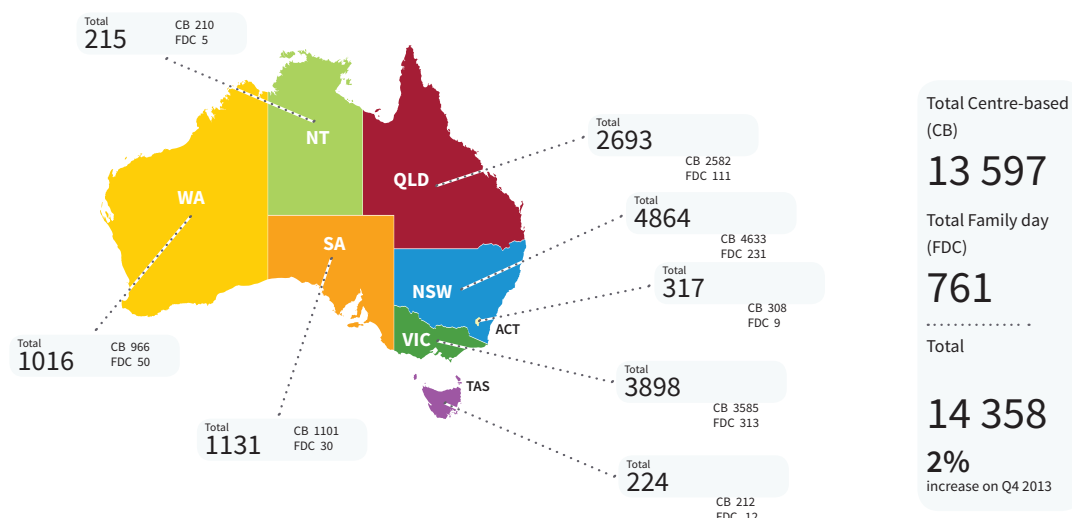 Total
215
CB 210
FDC 5
NT
WA
QLD
SA
NSW
ACT
VIC
TAS
Total
2693
CB 2582
FDC 111
Total
4864
CB 4633
FDC 231
Total
317
CB 308
FDC 9
Total
3898
CB 3585
FDC 313
Total
224
CB 212
FDC 12
Total
1016
CB 966
FDC 50
Total
1131
CB 1101
FDC 30
Total Centre-based
(CB)
13 597
Total Family day
(FDC)
761
Total
14 358
2%
increase on Q4 2013